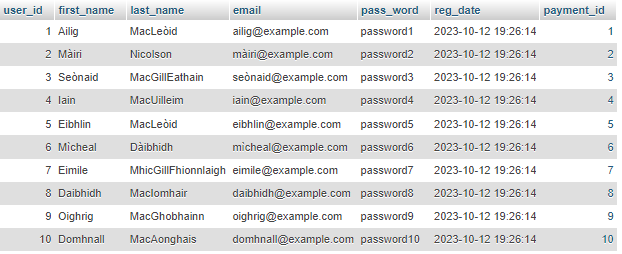 user_id first_name last_name email pass_word reg_date payment_id
1 Ailig MacLeòid ailig@example.com password1 2023-10-12 19:26:14 1
2 Màiri Nicolson màiri@example.com password2 2023-10-12 19:26:14 2
3 Seònaid MacGillEathain seònaid@example.com password3 2023-10-12 19:26:14 3
4 Iain MacUilleim iain@example.com password4 2023-10-12 19:26:14 4
5 Eibhlin MacLeòid eibhlin@example.com password5 2023-10-12 19:26:14 5
6 Mìcheal Dàibhidh mìcheal@example.com password6 2023-10-12 19:26:14 6
7 Eimile MhicGillFhionnlaigh eimile@example.com password7 2023-10-12 19:26:14 7
8 Daibhidh MacIomhair daibhidh@example.com password8 2023-10-12 19:26:14 8
9 Oighrig MacGhobhainn oighrig@example.com password9 2023-10-12 19:26:14 9
10 Domhnall MacAonghais domhnall@example.com password10 2023-10-12 19:26:14 10